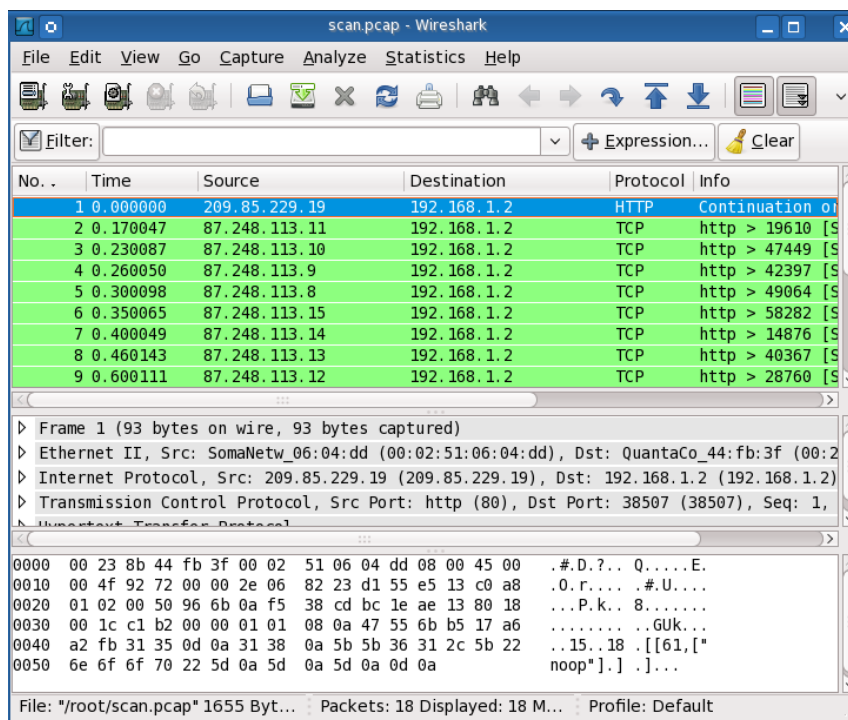 scan.pcap - Wireshark
File Edit View Go Capture Analyze Statistics Help
Filter: Expression... Clear
No. . Time Source Destination Protocol Info
1 0.000000 209.85.229.19 192.168.1.2 HTTP Continuation or
2 0.170047 87.248.113.11 192.168.1.2 TCP http > 19610 [S
3 0.230087 87.248.113.10 192.168.1.2 TCP http > 47449 [S
4 0.260050 87.248.113.9 192.168.1.2 TCP http > 42397 [S
5 0.300098 87.248.113.8 192.168.1.2 TCP http > 49064 [S
6 0.350065 87.248.113.15 192.168.1.2 TCP http > 58282 [S
7 0.400049 87.248.113.14 192.168.1.2 TCP http > 14876 [S
8 0.460143 87.248.113.13 192.168.1.2 TCP http > 40367 [S
9 0.600111 87.248.113.12 192.168.1.2 TCP http > 28760 [S
Frame 1 (93 bytes on wire, 93 bytes captured)
Ethernet II, Src: SomaNetw_06:04:dd (00:02:51:06:04:dd), Dst: QuantaCo_44:fb:3f (00:2
Internet Protocol, Src: 209.85.229.19 (209.85.229.19), Dst: 192.168.1.2 (192.168.1.2)
Transmission Control Protocol, Src Port: http (80), Dst Port: 38507 (38507), Seq: 1,
Hypertext Transfer Protocol
0000 00 23 8b 44 fb 3f 00 02 51 06 04 dd 08 00 45 00 .#.D.?.. Q.....E.
0010 00 4f 92 72 00 00 2e 06 82 23 d1 55 e5 13 c0 a8 .O.r.... .#.U....
0020 01 02 00 50 96 6b 0a f5 38 cd bc 1e ae 13 80 18 ...P.k.. 8.......
0030 00 1c c1 b2 00 00 01 01 08 0a 47 55 6b b5 17 a6 ........ ..GUk...
0040 a2 fb 31 35 0d 0a 31 38 0a 5b 5b 36 31 2c 5b 22 ..15..18 .[[61,["
0050 6e 6f 6f 70 22 5d 0a 5d 0a 5d 0a 0d 0a noop"].] .]...
File: "/root/scan.pcap" 1655 Byt... Packets: 18 Displayed: 18 M... Profile: Default